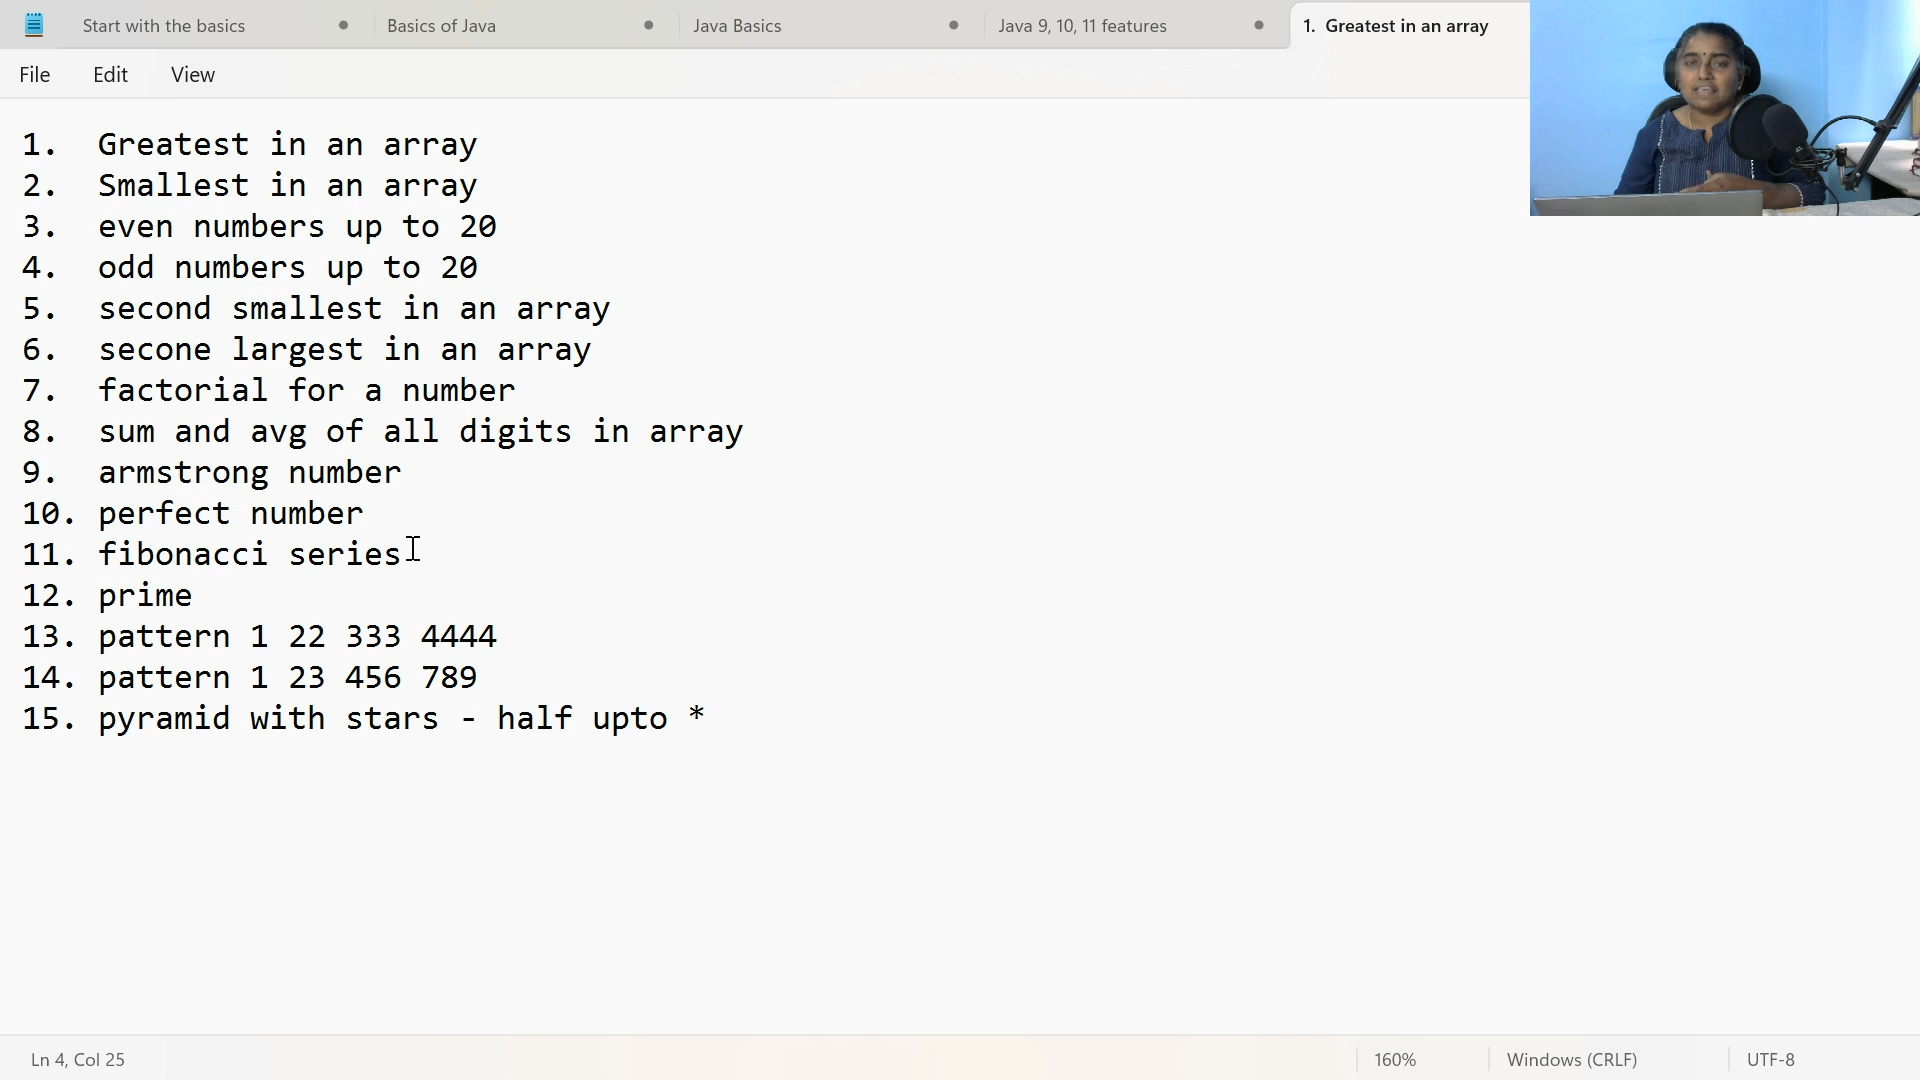 Start with the basics
Basics of Java
Java Basics
Java 9, 10, 11 features
1. Greatest in an array
File Edit View
1. Greatest in an array
2. Smallest in an array
3. even numbers up to 20
4. odd numbers up to 20
5. second smallest in an array
6. secone largest in an array
7. factorial for a number
8. sum and avg of all digits in array
9. armstrong number
10. perfect number
11. fibonacci series
12. prime
13. pattern 1 22 333 4444
14. pattern 1 23 456 789
15. pyramid with stars - half upto *
Ln 4, Col 25 160% Windows (CRLF) UTF-8